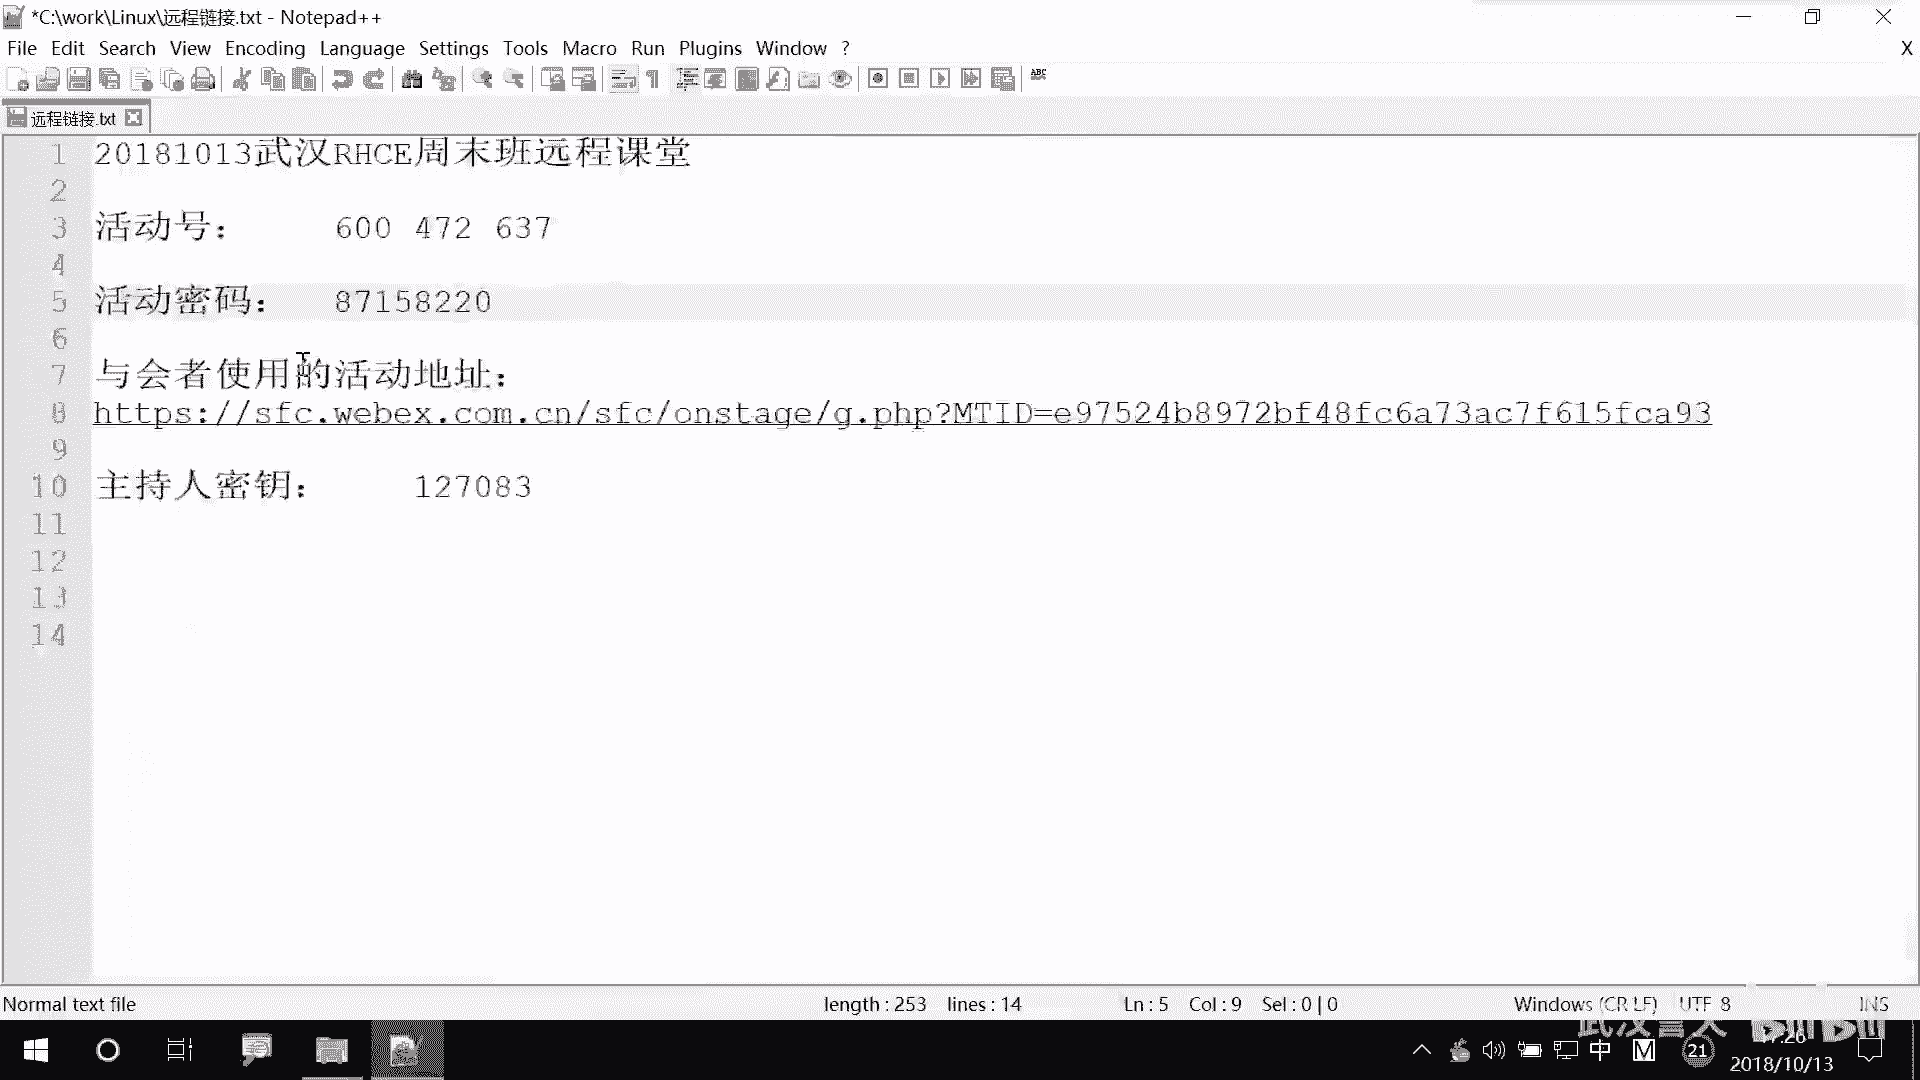 *C:\work\Linux\远程链接.txt - Notepad++
File Edit Search View Encoding Language Settings Tools Macro Run Plugins Window ? X
远程链接.txt
1 20181013武汉RHCE周末班远程课堂
2
3 活动号： 600 472 637
4
5 活动密码： 87158220
6
7 与会者使用的活动地址：
8 https://sfc.webex.com.cn/sfc/onstage/g.php?MTID=e97524b8972bf48fc6a73ac7f615fca93
9
10 主持人密钥： 127083
11
12
13
14
Normal text file length : 253 lines : 14 Ln : 5 Col : 9 Sel : 0 | 0 Windows (CR LF) UTF 8 INS
中 M 21
2018/10/13